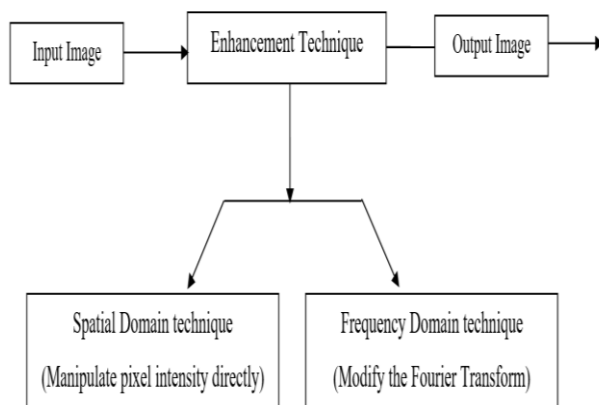 Input Image
Enhancement Technique
Output Image
Spatial Domain technique
(Manipulate pixel intensity directly)
Frequency Domain technique
(Modify the Fourier Transform)